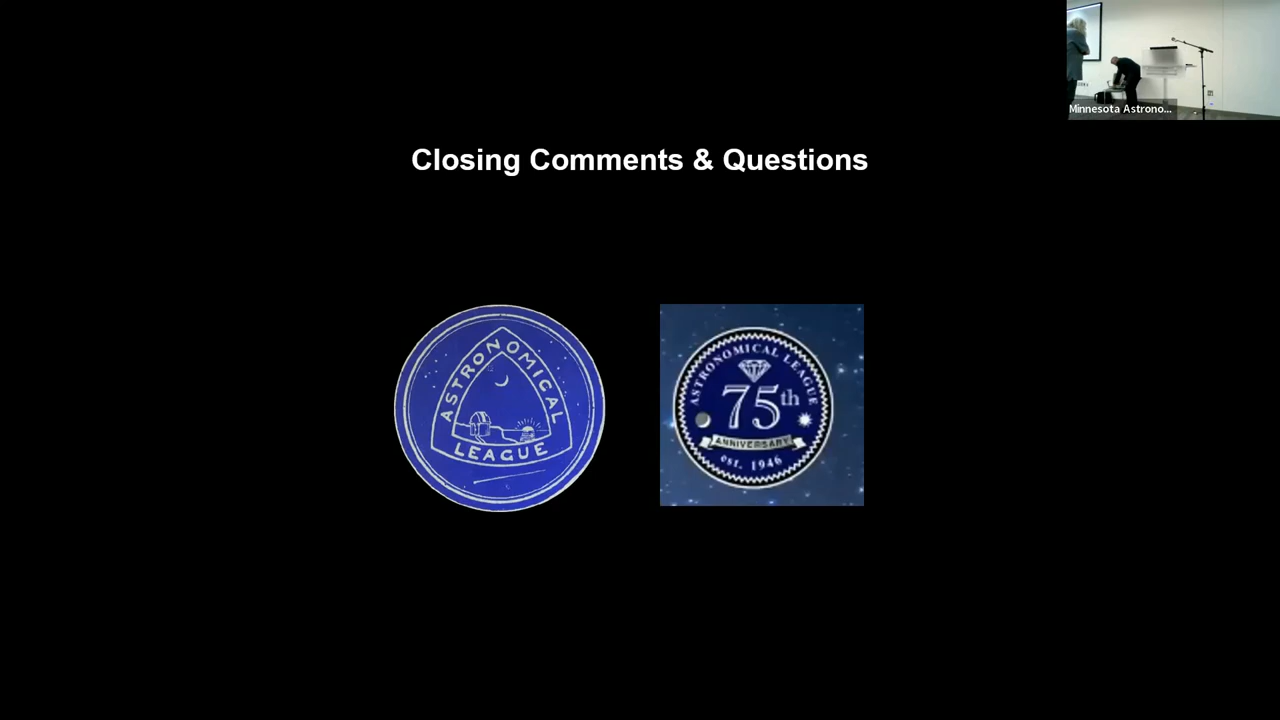 Minnesota Astrono...
Closing Comments & Questions
ASTRONOMICAL
LEAGUE
ASTRONOMICAL LEAGUE
75th
ANNIVERSARY
est. 1946